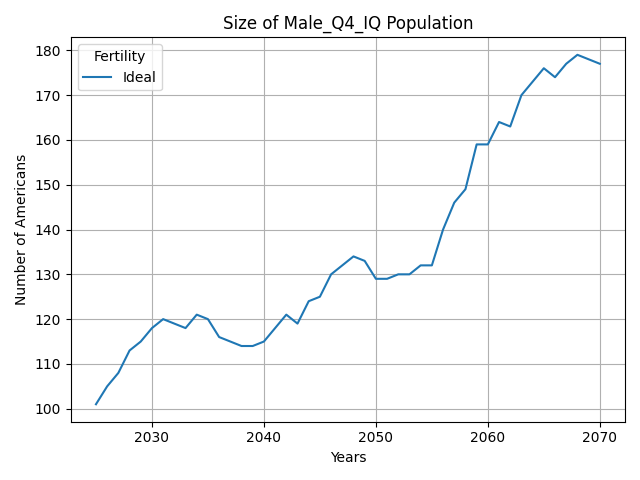 Size of Male_Q4_IQ Population
Fertility
Ideal
Number of Americans
180
170
160
150
140
130
120
110
100
2030 2040 2050 2060 2070
Years